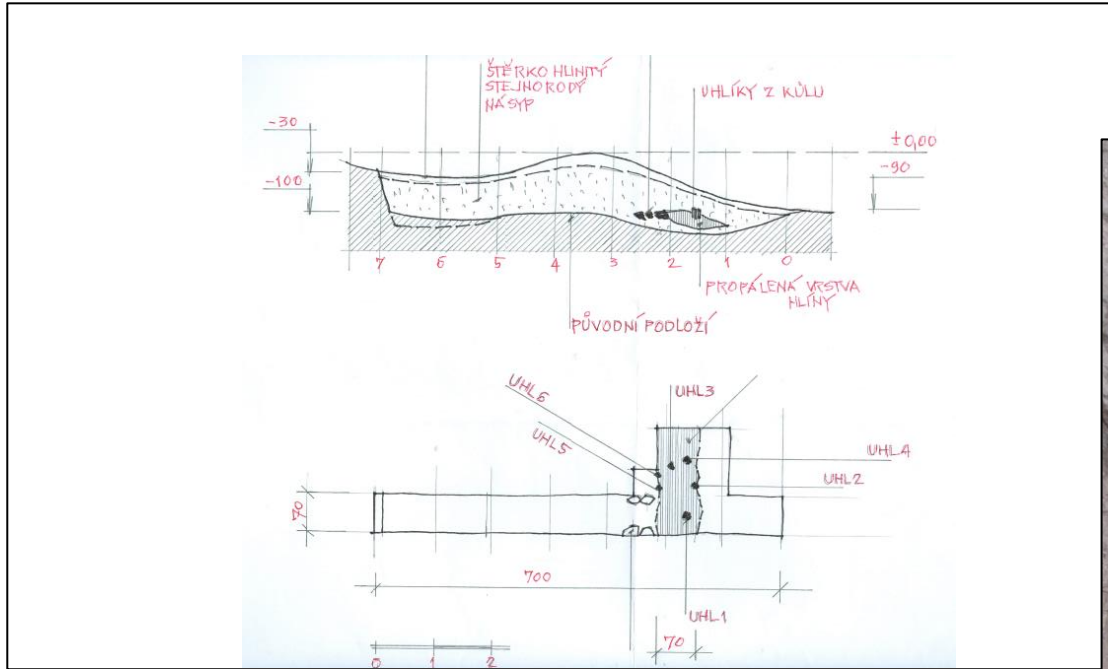 ŠTĚRKO HLINITÝ
STEJNORODÝ
NÁSYP
UHLÍKY Z KŮLU
-30
±0,00
-90
-100
7 6 5 4 3 2 1 0
PROPÁLENÁ VRSTVA
HLÍNY
PŮVODNÍ PODLOŽÍ
UHL6
UHL3
UHL5
UHL4
UHL2
70
700
UHL1
70
0 1 2